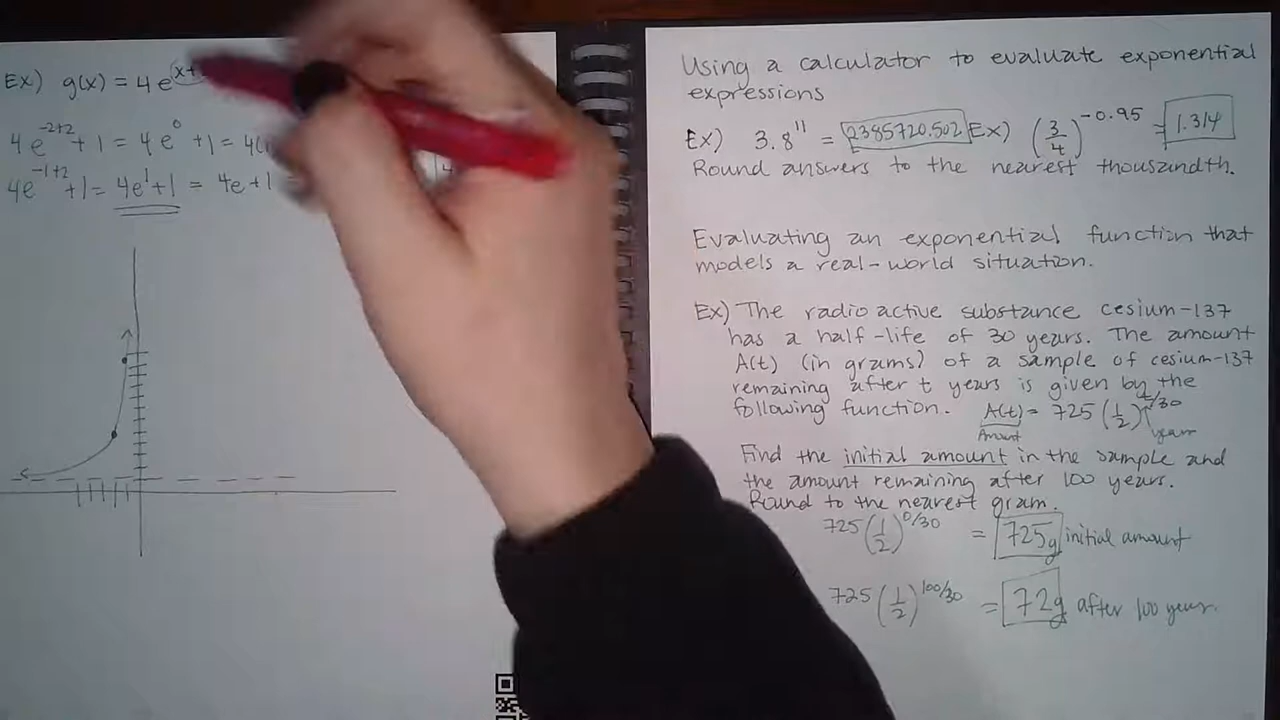 Ex) g(x) = 4e^(x+
4e^-2+2 + 1 = 4e^0 + 1 = 4(
4e^-1+2 + 1 = 4e^1 + 1 = 4e + 1
Using a calculator to evaluate exponential
expressions
Ex) 3.8^11 = 2385720.502 Ex) (3/4)^-0.95 = 1.314
Round answers to the nearest thousandth.
Evaluating an exponential function that
models a real-world situation.
Ex) The radioactive substance cesium-137
has a half-life of 30 years. The amount
A(t) (in grams) of a sample of cesium-137
remaining after t years is given by the
following function. A(t) = 725(1/2)^t/30
Amount years
Find the initial amount in the sample and
the amount remaining after 100 years.
Round to the nearest gram.
725(1/2)^0/30 = 725g initial amount
725(1/2)^100/30 = 72g after 100 years.